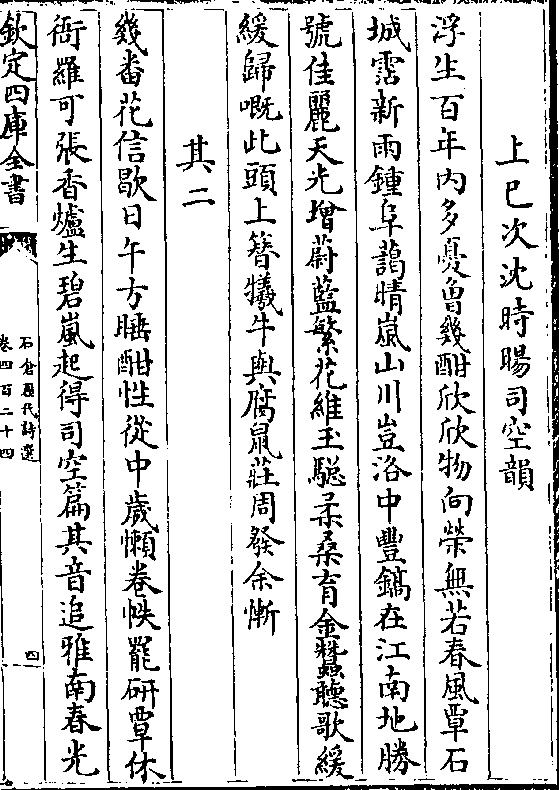 上巳次沈時暘司空韻
浮生百年内多憂曾幾酣欣欣物向榮無若春風覃石
城霑新雨鍾阜藹晴嵐山川豈洛中豐鎬在江南地勝
號佳麗天光增蔚藍繁花維玉驄柔桑育金蠶聽歌緩
緩歸嘅此頭上簪犧牛與腐鼠莊周發余慚
其二
幾番花信歇日午方睡酣性從中歲懶卷帙罷研覃休
衙羅可張香爐生碧嵐起得司空篇其音追雅南春光
欽定四庫全書
石倉歷代詩選
卷四百二十四
四